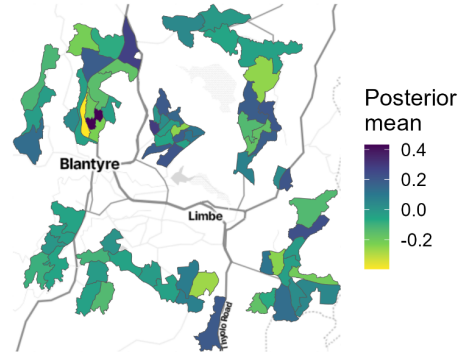 Blantyre
Limbe
Thyolo Road
Posterior
mean
0.4
0.2
0.0
-0.2